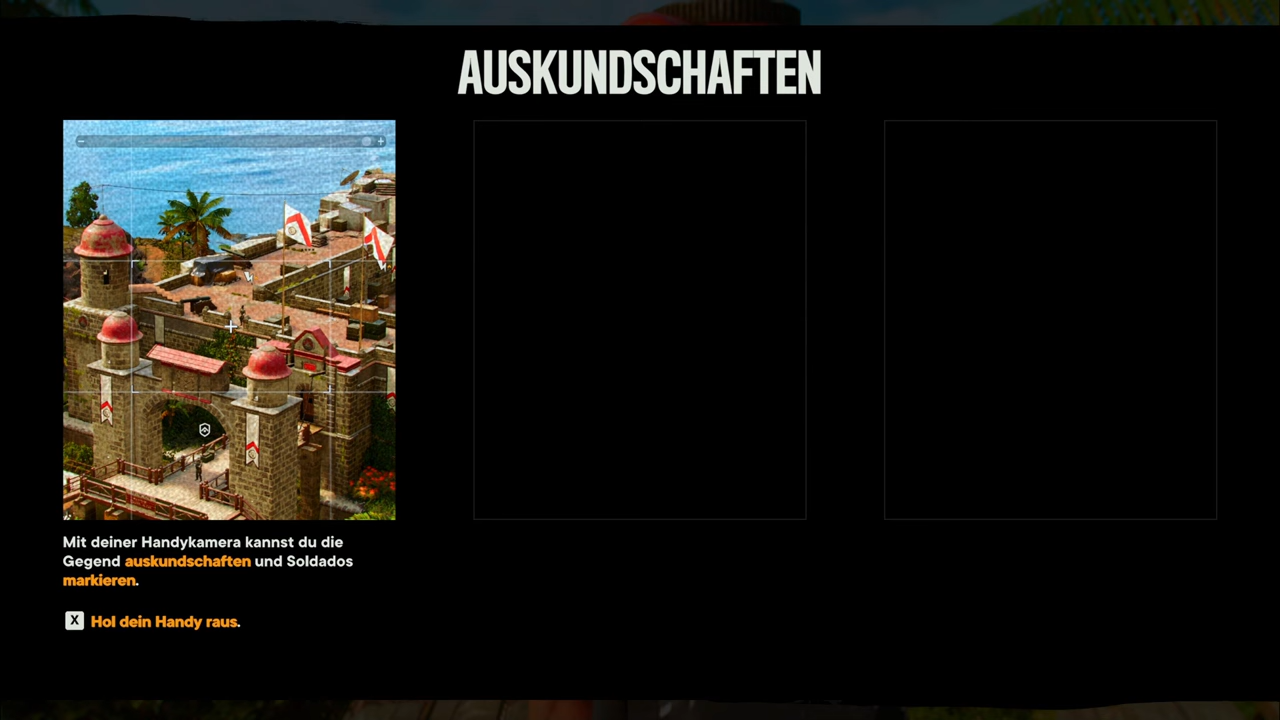 AUSKUNDSCHAFTEN
Mit deiner Handykamera kannst du die
Gegend auskundschaften und Soldados
markieren.
X Hol dein Handy raus.